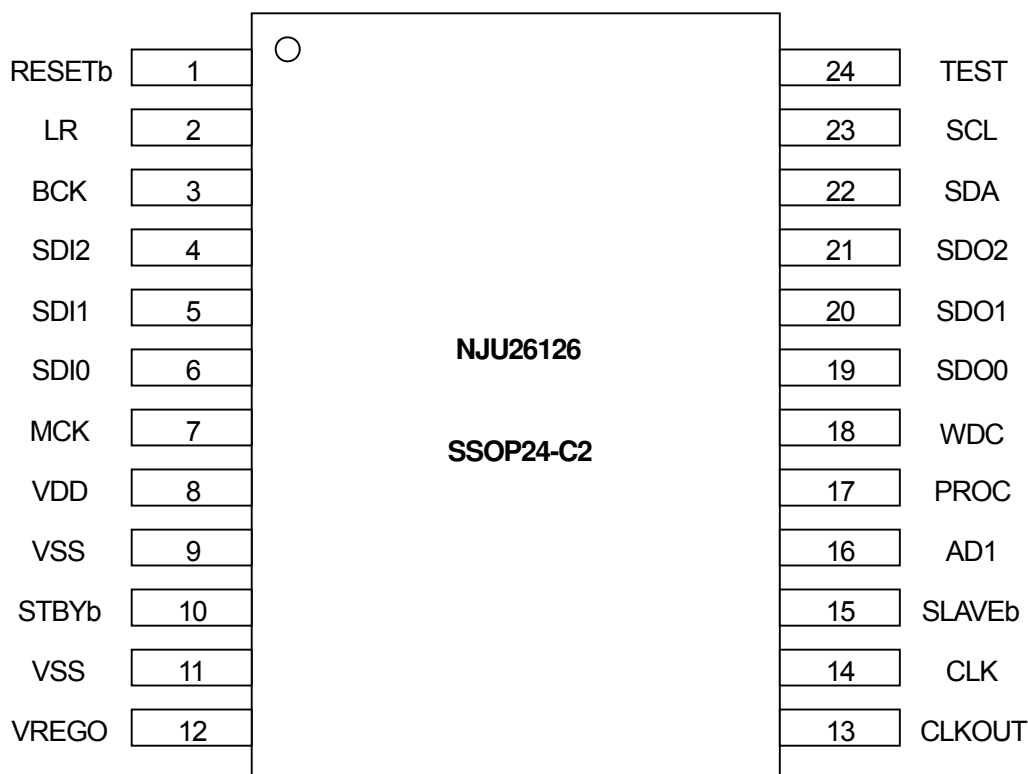 RESETb 1 24 TEST
LR 2 23 SCL
BCK 3 22 SDA
SDI2 4 21 SDO2
SDI1 5 20 SDO1
NJU26126
SDI0 6 19 SDO0
MCK 7 18 WDC
SSOP24-C2
VDD 8 17 PROC
VSS 9 16 AD1
STBYb 10 15 SLAVEb
VSS 11 14 CLK
VREGO 12 13 CLKOUT